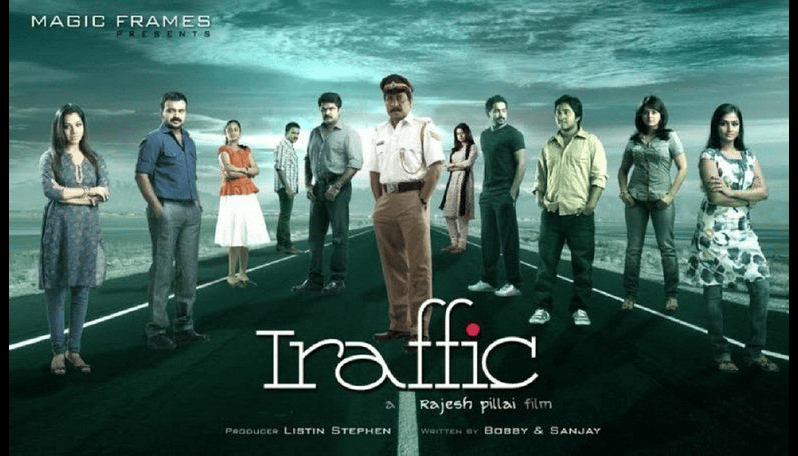 MAGIC FRAMES
PRESENTS
Traffic
a Rajesh pillai film
PRODUCER LISTIN STEPHEN WRITTEN BY BOBBY & SANJAY